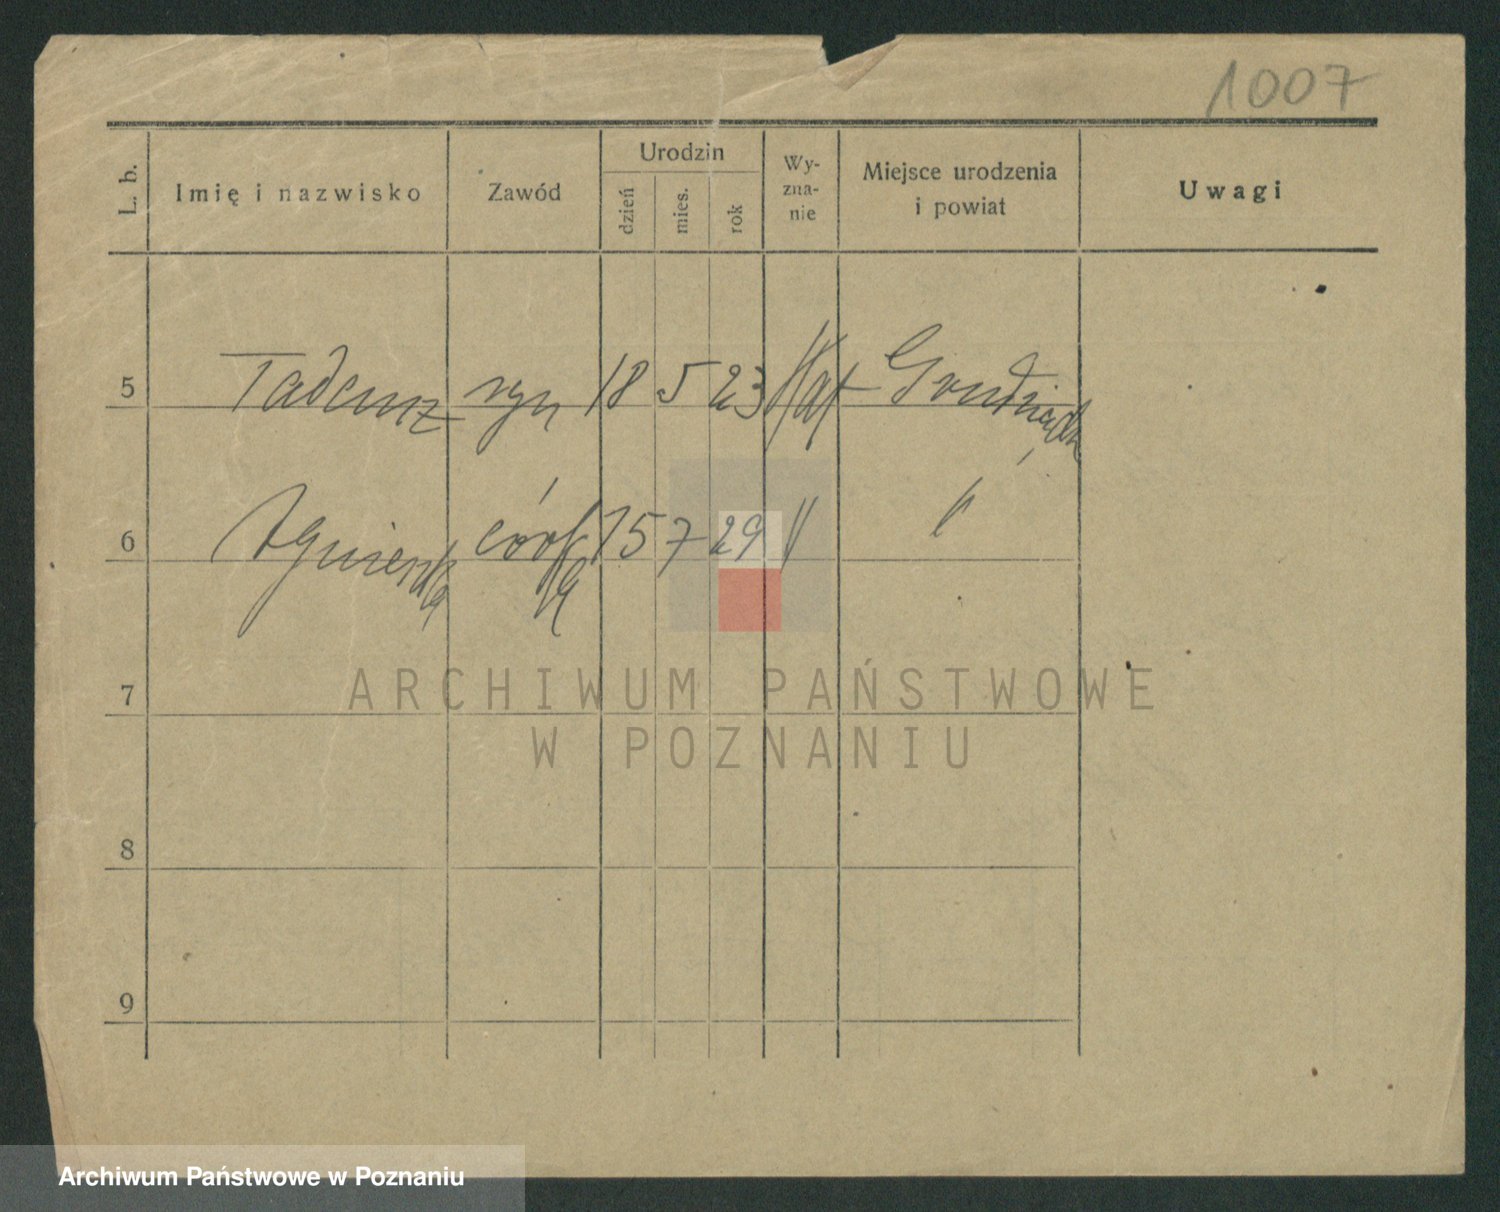 1007
L. b.
Imię i nazwisko
Zawód
Urodzin
dzień
mies.
rok
Wy-
zna-
nie
Miejsce urodzenia
i powiat
Uwagi
5 Tadeusz syn 18 5 23 Kat Grudziądz
6 Agnieszka córka 15 7 29 " "
7
8
9
ARCHIWUM PAŃSTWOWE
W POZNANIU
Archiwum Państwowe w Poznaniu